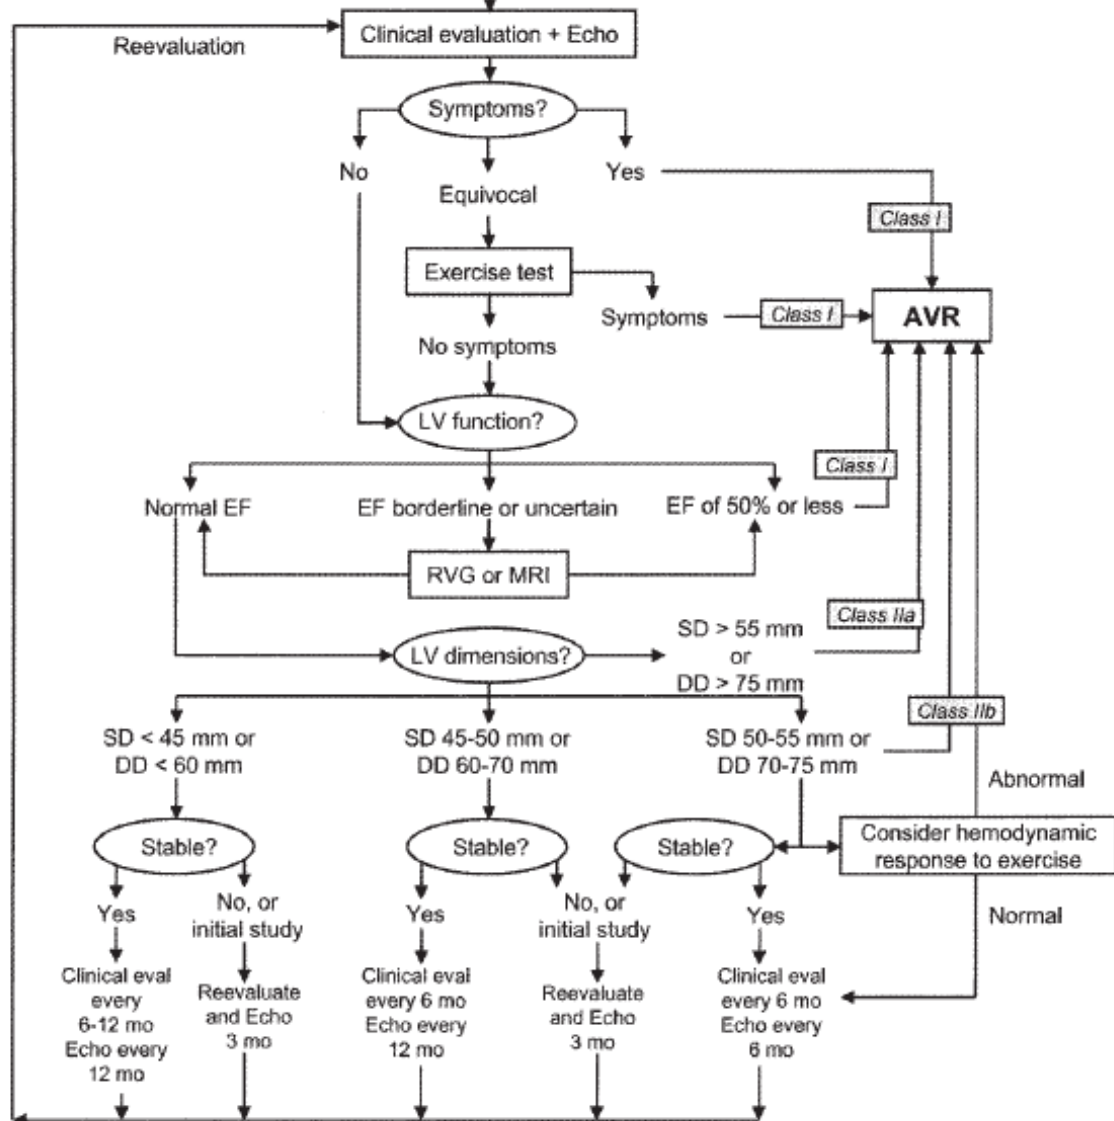 Reevaluation
Clinical evaluation + Echo
Symptoms?
No
Equivocal
Yes
Class I
Exercise test
Symptoms
Class I
AVR
No symptoms
LV function?
Class I
Normal EF
EF borderline or uncertain
EF of 50% or less
RVG or MRI
Class IIa
LV dimensions?
SD > 55 mm
or
DD > 75 mm
Class IIb
SD < 45 mm or
DD < 60 mm
SD 45-50 mm or
DD 60-70 mm
SD 50-55 mm or
DD 70-75 mm
Abnormal
Stable?
Stable?
Stable?
Consider hemodynamic
response to exercise
Yes
No, or
initial study
Yes
No, or
initial study
Yes
Normal
Clinical eval
every
6-12 mo
Echo every
12 mo
Reevaluate
and Echo
3 mo
Clinical eval
every 6 mo
Echo every
12 mo
Reevaluate
and Echo
3 mo
Clinical eval
every 6 mo
Echo every
6 mo